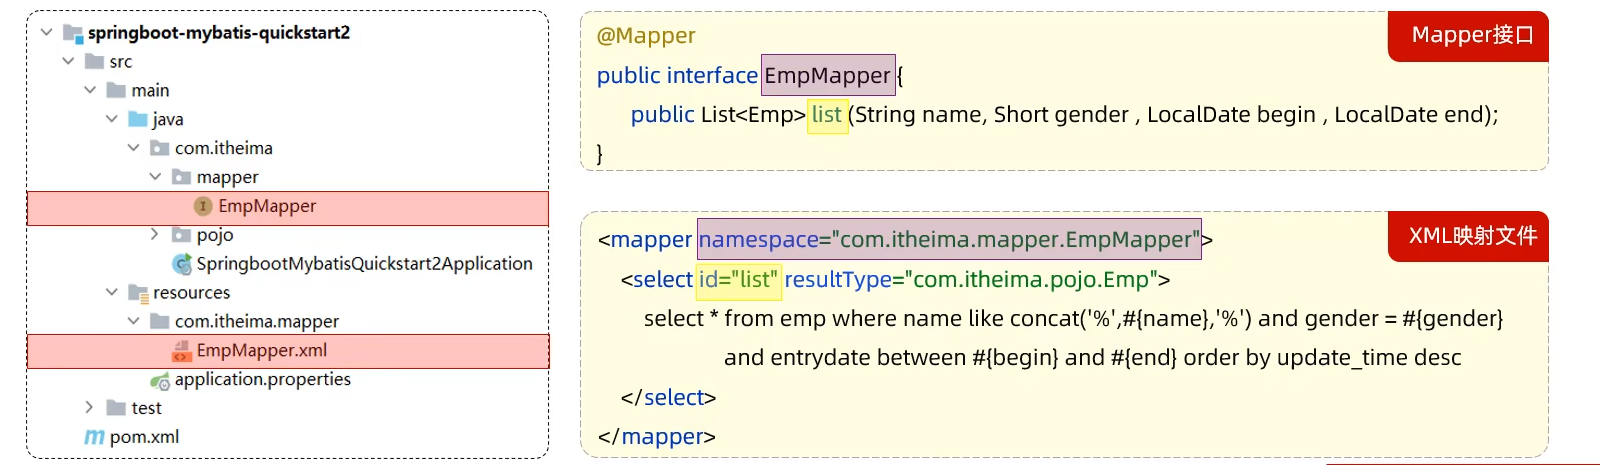 springboot-mybatis-quickstart2
src
main
java
com.itheima
mapper
I EmpMapper
pojo
SpringbootMybatisQuickstart2Application
resources
com.itheima.mapper
EmpMapper.xml
application.properties
test
m pom.xml
Mapper接口
@Mapper
public interface EmpMapper {
public List<Emp> list (String name, Short gender , LocalDate begin , LocalDate end);
}
XML映射文件
<mapper namespace="com.itheima.mapper.EmpMapper">
<select id="list" resultType="com.itheima.pojo.Emp">
select * from emp where name like concat('%',#{name},'%') and gender = #{gender}
and entrydate between #{begin} and #{end} order by update_time desc
</select>
</mapper>